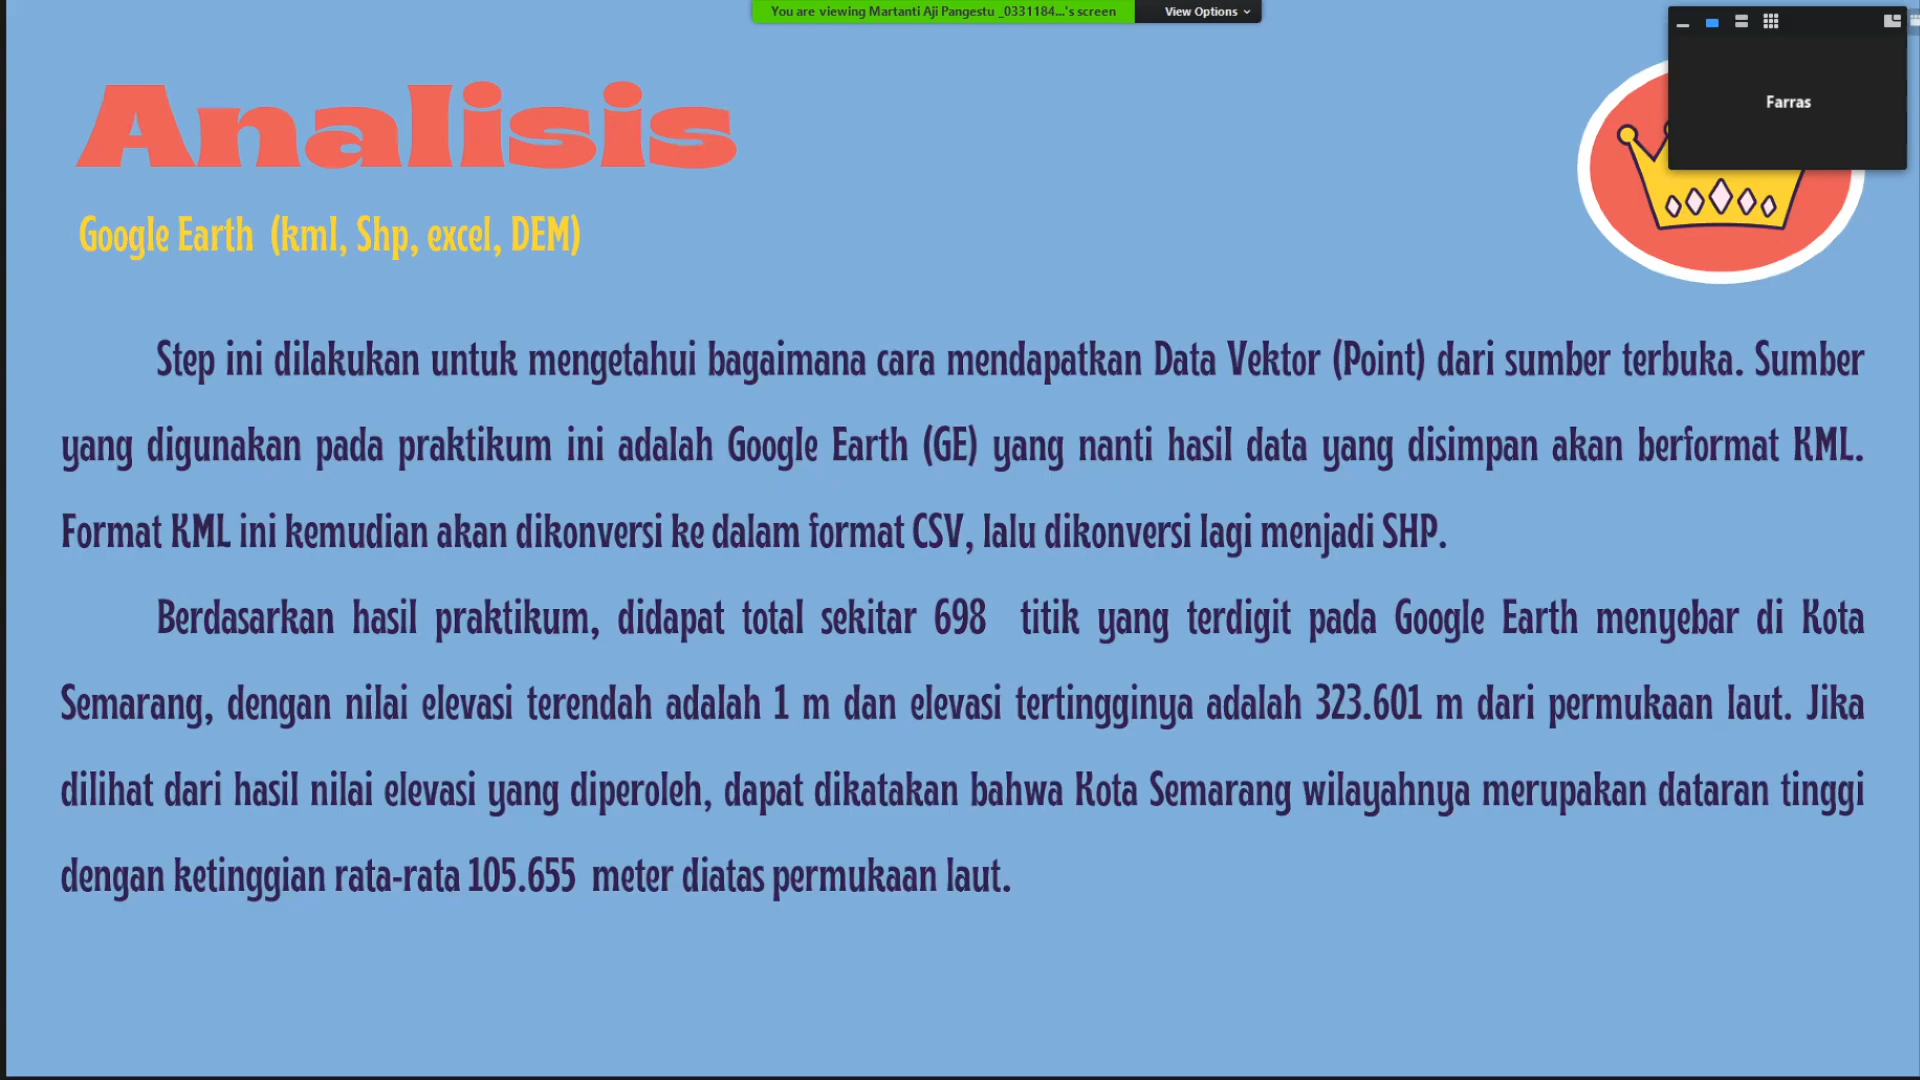 You are viewing Martanti Aji Pangestu _0331184...'s screen
View Options
Farras
Analisis
Google Earth (kml, Shp, excel, DEM)
Step ini dilakukan untuk mengetahui bagaimana cara mendapatkan Data Vektor (Point) dari sumber terbuka. Sumber
yang digunakan pada praktikum ini adalah Google Earth (GE) yang nanti hasil data yang disimpan akan berformat KML.
Format KML ini kemudian akan dikonversi ke dalam format CSV, lalu dikonversi lagi menjadi SHP.
Berdasarkan hasil praktikum, didapat total sekitar 698 titik yang terdigit pada Google Earth menyebar di Kota
Semarang, dengan nilai elevasi terendah adalah 1 m dan elevasi tertingginya adalah 323.601 m dari permukaan laut. Jika
dilihat dari hasil nilai elevasi yang diperoleh, dapat dikatakan bahwa Kota Semarang wilayahnya merupakan dataran tinggi
dengan ketinggian rata-rata 105.655 meter diatas permukaan laut.